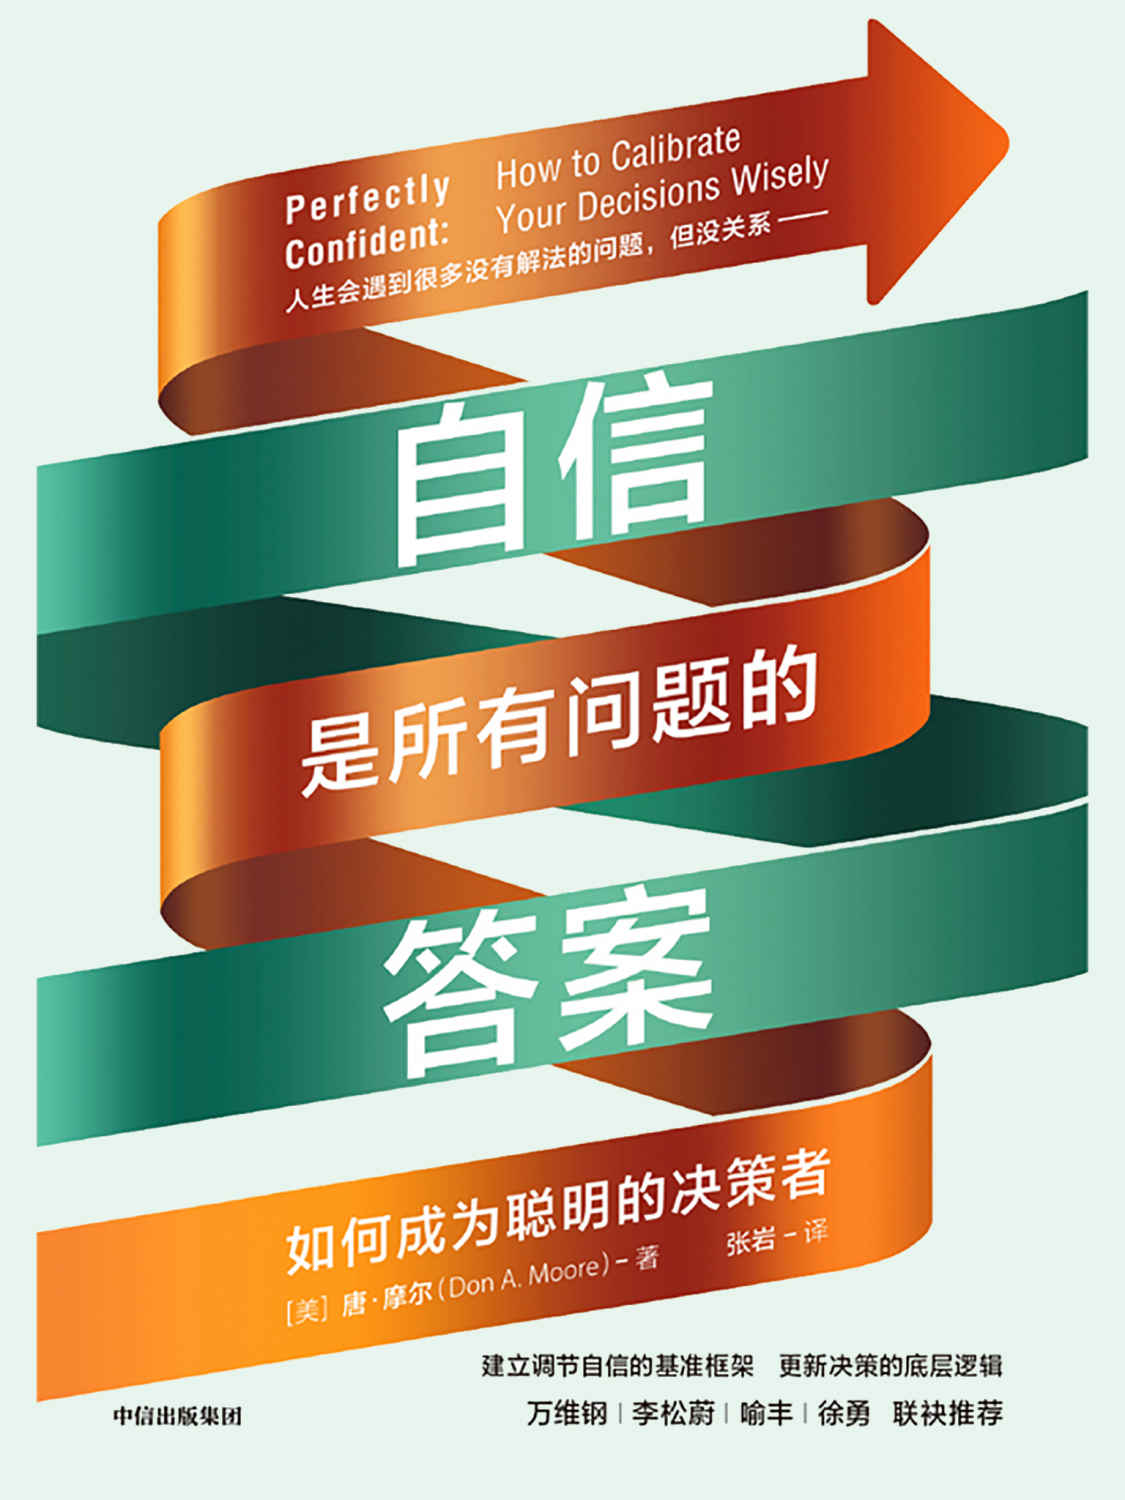 Perfectly
Confident:
How to Calibrate
Your Decisions Wisely
人生会遇到很多没有解法的问题，但没关系——
自信
是所有问题的
答案
如何成为聪明的决策者
[美] 唐·摩尔(Don A. Moore)－著 张岩－译
建立调节自信的基准框架 更新决策的底层逻辑
万维钢|李松蔚|喻丰|徐勇 联袂推荐
中信出版集团